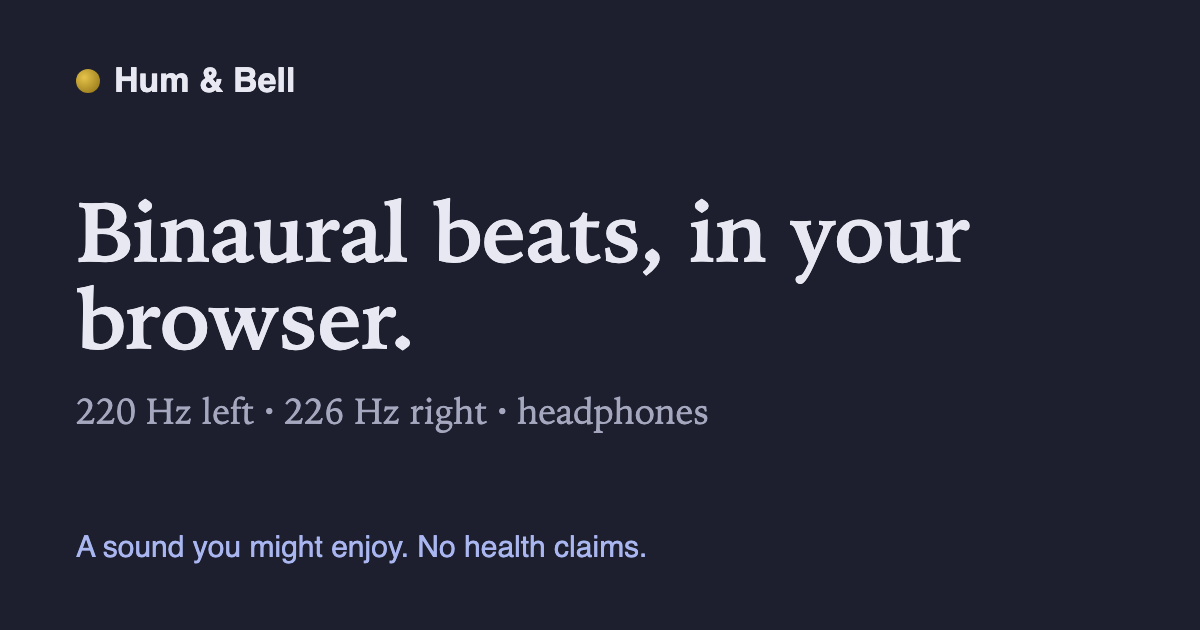 Hum & Bell
Binaural beats, in your
browser.
220 Hz left · 226 Hz right · headphones
A sound you might enjoy. No health claims.